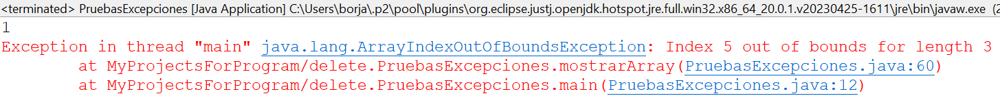 <terminated> PruebasExcepciones [Java Application] C:\Users\borja\.p2\pool\plugins\org.eclipse.justj.openjdk.hotspot.jre.full.win32.x86_64_20.0.1.v20230425-1611\jre\bin\javaw.exe (2
1
Exception in thread "main" java.lang.ArrayIndexOutOfBoundsException: Index 5 out of bounds for length 3
at MyProjectsForProgram/delete.PruebasExcepciones.mostrarArray(PruebasExcepciones.java:60)
at MyProjectsForProgram/delete.PruebasExcepciones.main(PruebasExcepciones.java:12)